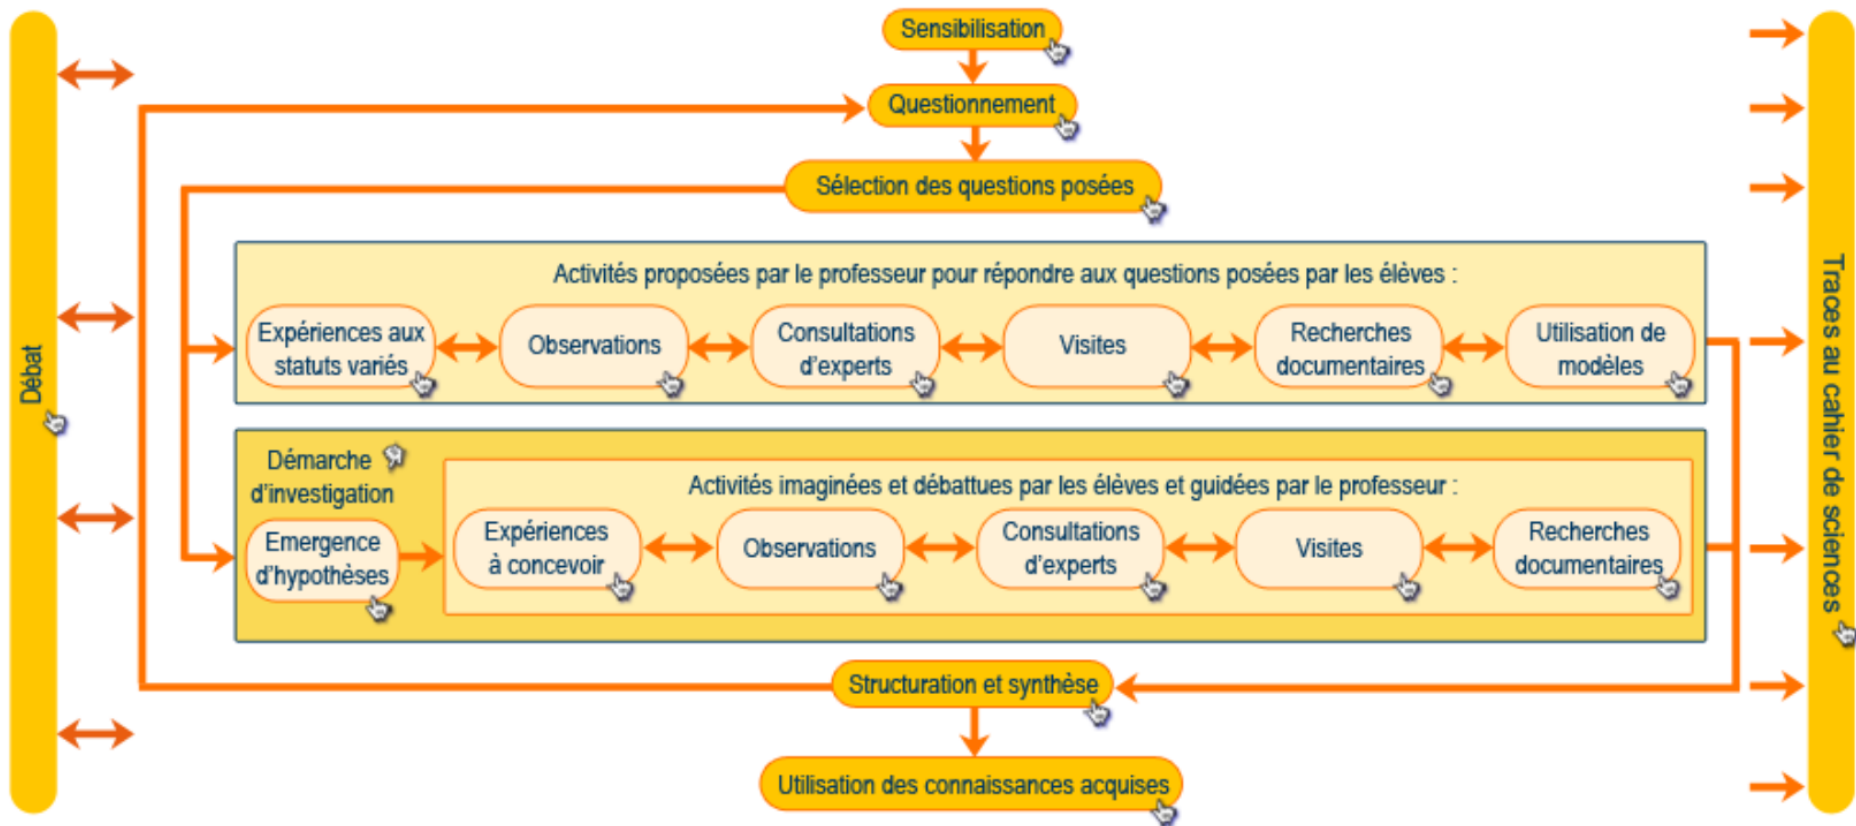 Sensibilisation
Questionnement
Sélection des questions posées
Débat
Activités proposées par le professeur pour répondre aux questions posées par les élèves :
Expériences aux
statuts variés
Observations
Consultations
d'experts
Visites
Recherches
documentaires
Utilisation de
modèles
Démarche
d'investigation
Emergence
d'hypothèses
Activités imaginées et débattues par les élèves et guidées par le professeur :
Expériences
à concevoir
Observations
Consultations
d'experts
Visites
Recherches
documentaires
Structuration et synthèse
Utilisation des connaissances acquises
Traces au cahier de sciences